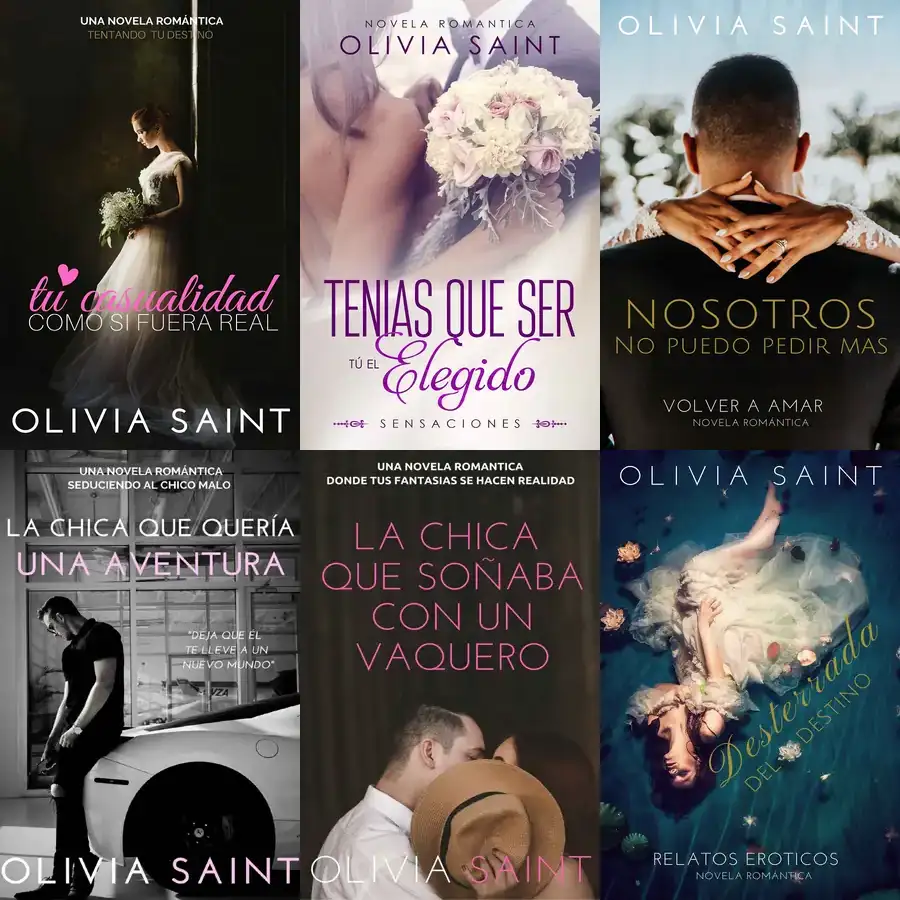 UNA NOVELA ROMÁNTICA
TENTANDO TU DESTINO
tu casualidad
COMO SI FUERA REAL
OLIVIA SAINT
NOVELA ROMANTICA
OLIVIA SAINT
TENIAS QUE SER
TÚ EL Elegido
SENSACIONES
OLIVIA SAINT
NOSOTROS
NO PUEDO PEDIR MAS
VOLVER A AMAR
NOVELA ROMÁNTICA
UNA NOVELA ROMÁNTICA
SEDUCIENDO AL CHICO MALO
LA CHICA QUE QUERÍA
UNA AVENTURA
"DEJA QUE ÉL
TE LLEVE A UN
NUEVO MUNDO"
VZA
OLIVIA SAINT
UNA NOVELA ROMANTICA
DONDE TUS FANTASIAS SE HACEN REALIDAD
LA CHICA
QUE SOÑABA
CON UN
VAQUERO
OLIVIA SAINT
OLIVIA SAINT
Desterrada
DEL DESTINO
RELATOS EROTICOS
NOVELA ROMÁNTICA